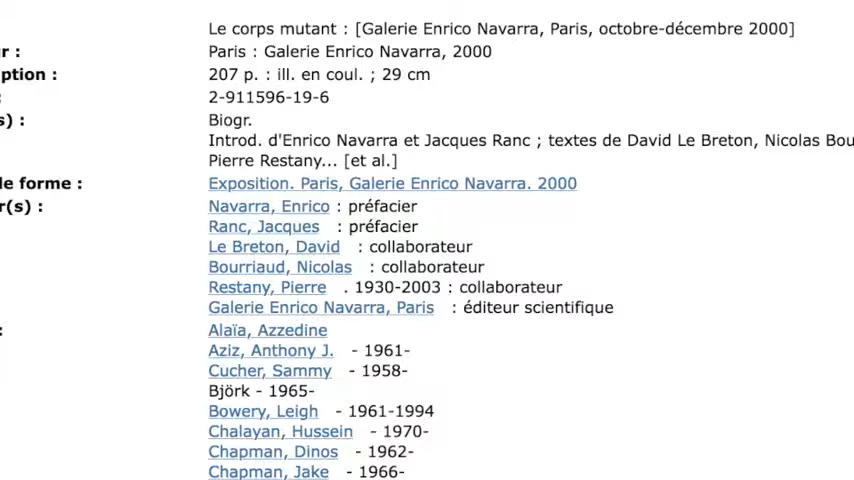 Le corps mutant : [Galerie Enrico Navarra, Paris, octobre-décembre 2000]
r : Paris : Galerie Enrico Navarra, 2000
ption : 207 p. : ill. en coul. ; 29 cm
: 2-911596-19-6
s) : Biogr.
Introd. d'Enrico Navarra et Jacques Ranc ; textes de David Le Breton, Nicolas Bou
Pierre Restany... [et al.]
de forme : Exposition. Paris, Galerie Enrico Navarra. 2000
r(s) : Navarra, Enrico : préfacier
Ranc, Jacques : préfacier
Le Breton, David : collaborateur
Bourriaud, Nicolas : collaborateur
Restany, Pierre . 1930-2003 : collaborateur
Galerie Enrico Navarra, Paris : éditeur scientifique
: Alaïa, Azzedine
Aziz, Anthony J. - 1961-
Cucher, Sammy - 1958-
Björk - 1965-
Bowery, Leigh - 1961-1994
Chalayan, Hussein - 1970-
Chapman, Dinos - 1962-
Chapman, Jake - 1966-